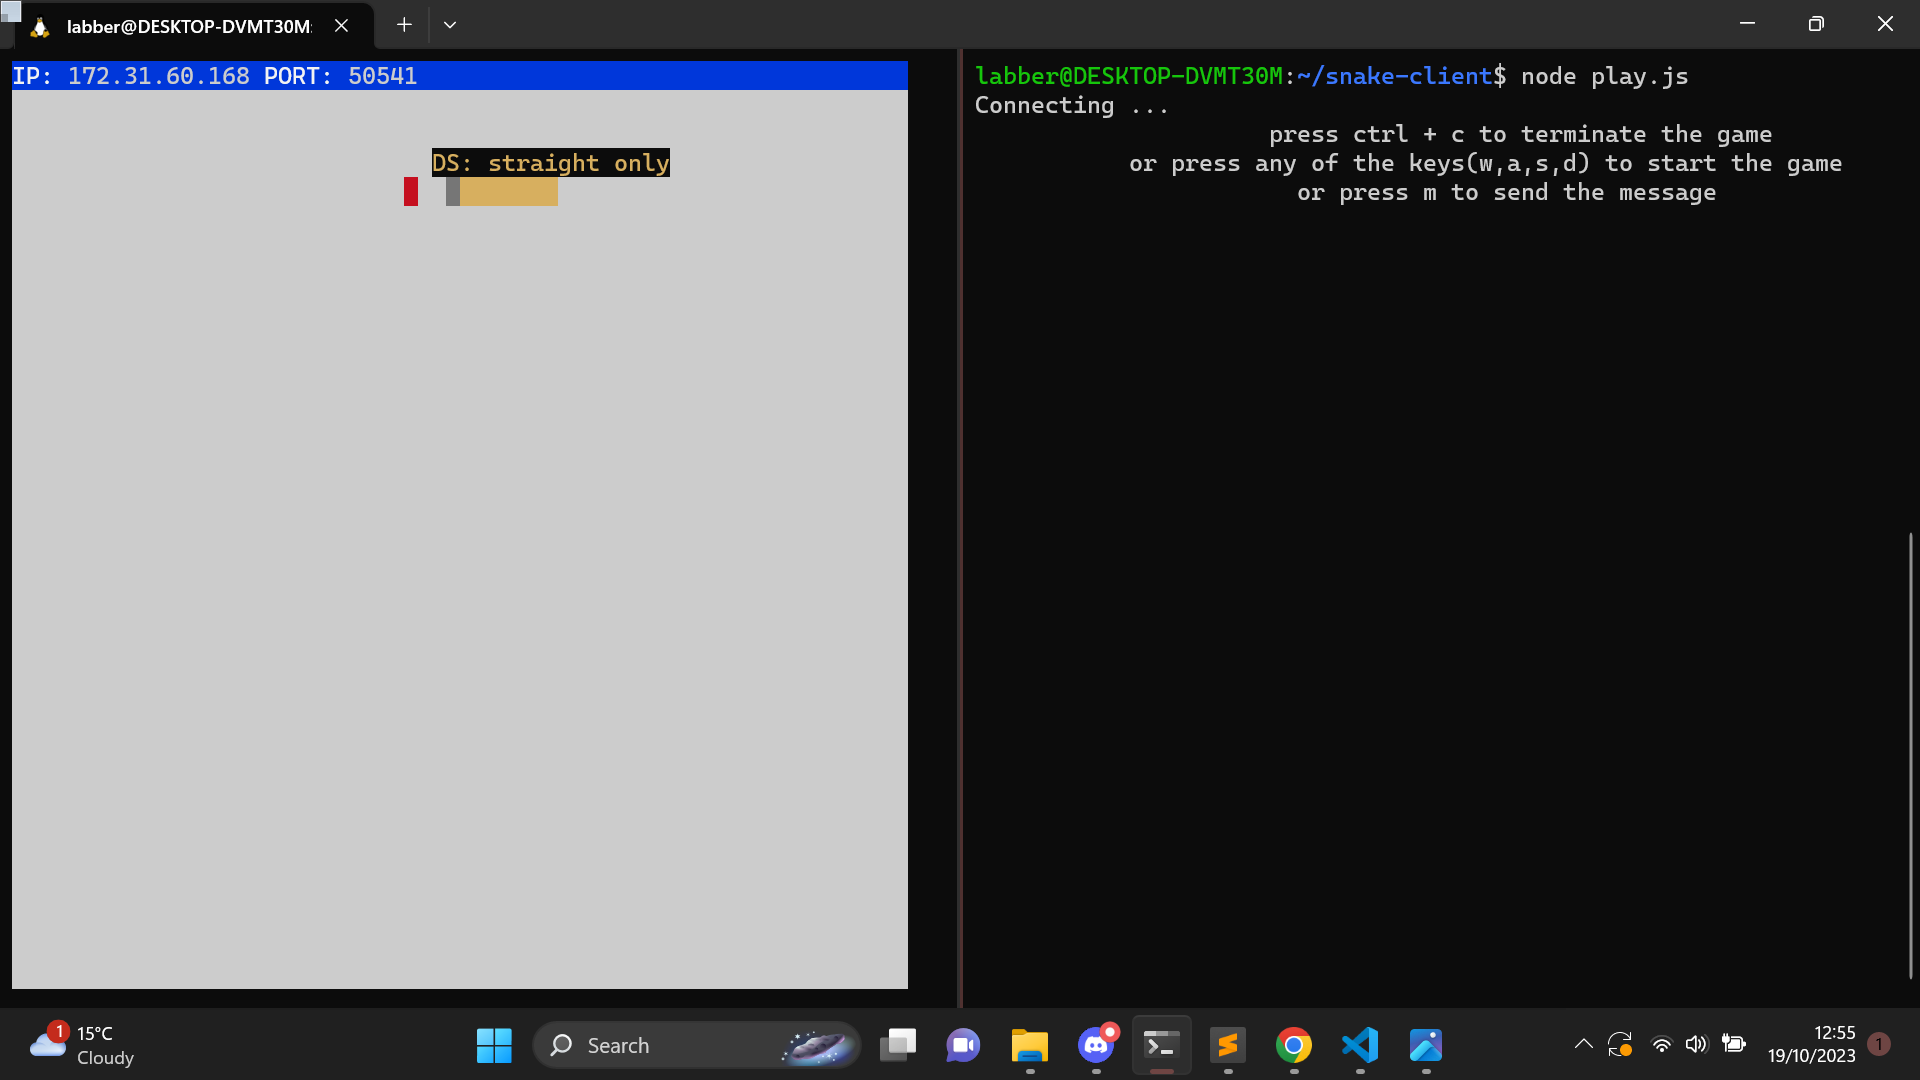 labber@DESKTOP-DVMT30M:
IP: 172.31.60.168 PORT: 50541
DS: straight only
labber@DESKTOP-DVMT30M:~/snake-client$ node play.js
Connecting ...
press ctrl + c to terminate the game
or press any of the keys(w,a,s,d) to start the game
or press m to send the message
1
15°C
Cloudy
Search
12:55
19/10/2023
1